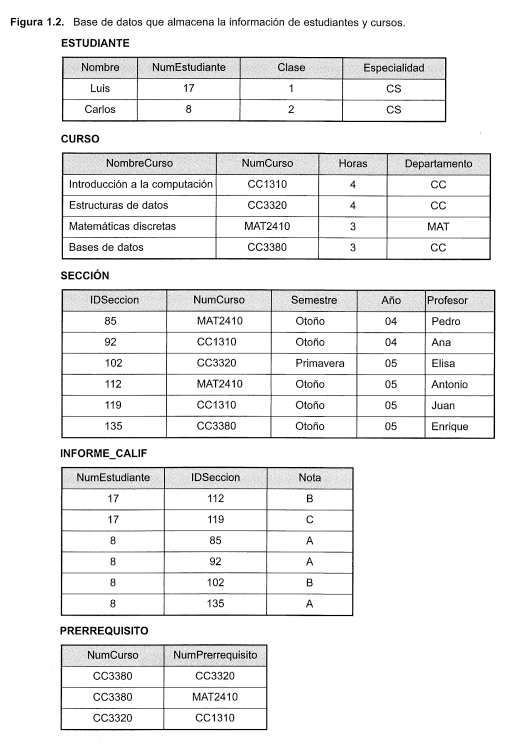 Figura 1.2. Base de datos que almacena la información de estudiantes y cursos.
ESTUDIANTE
Nombre NumEstudiante Clase Especialidad
Luis 17 1 CS
Carlos 8 2 CS
CURSO
NombreCurso NumCurso Horas Departamento
Introducción a la computación CC1310 4 CC
Estructuras de datos CC3320 4 CC
Matemáticas discretas MAT2410 3 MAT
Bases de datos CC3380 3 CC
SECCIÓN
IDSeccion NumCurso Semestre Año Profesor
85 MAT2410 Otoño 04 Pedro
92 CC1310 Otoño 04 Ana
102 CC3320 Primavera 05 Elisa
112 MAT2410 Otoño 05 Antonio
119 CC1310 Otoño 05 Juan
135 CC3380 Otoño 05 Enrique
INFORME_CALIF
NumEstudiante IDSeccion Nota
17 112 B
17 119 C
8 85 A
8 92 A
8 102 B
8 135 A
PRERREQUISITO
NumCurso NumPrerrequisito
CC3380 CC3320
CC3380 MAT2410
CC3320 CC1310